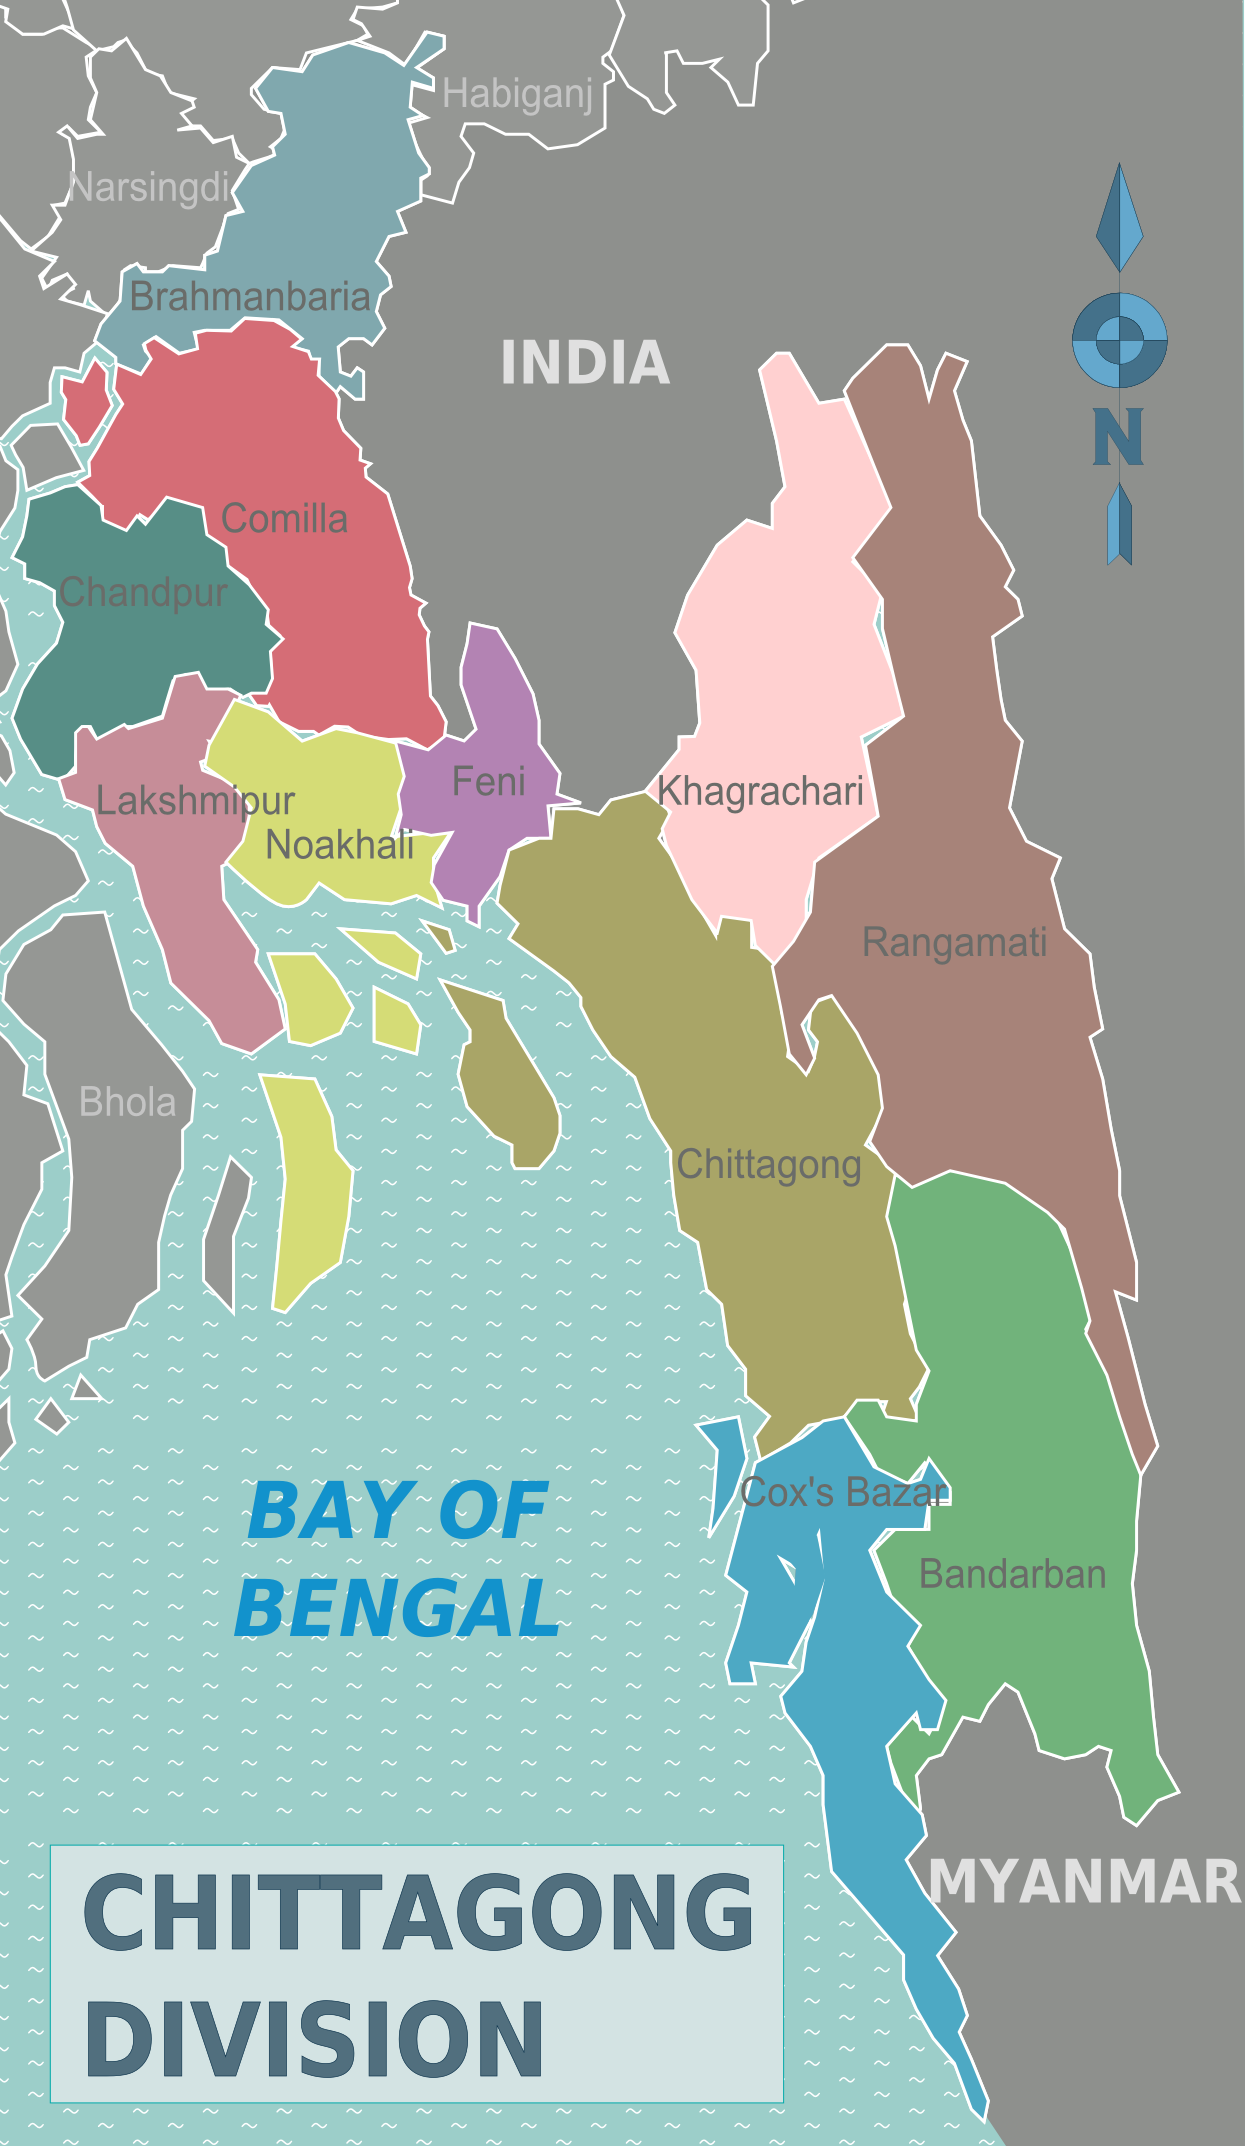 Habiganj
Narsingdi
Brahmanbaria
INDIA
N
Comilla
Chandpur
Feni
Khagrachari
Lakshmipur
Noakhali
Rangamati
Bhola
Chittagong
Cox's Bazar
BAY OF
BENGAL
Bandarban
MYANMAR
CHITTAGONG
DIVISION